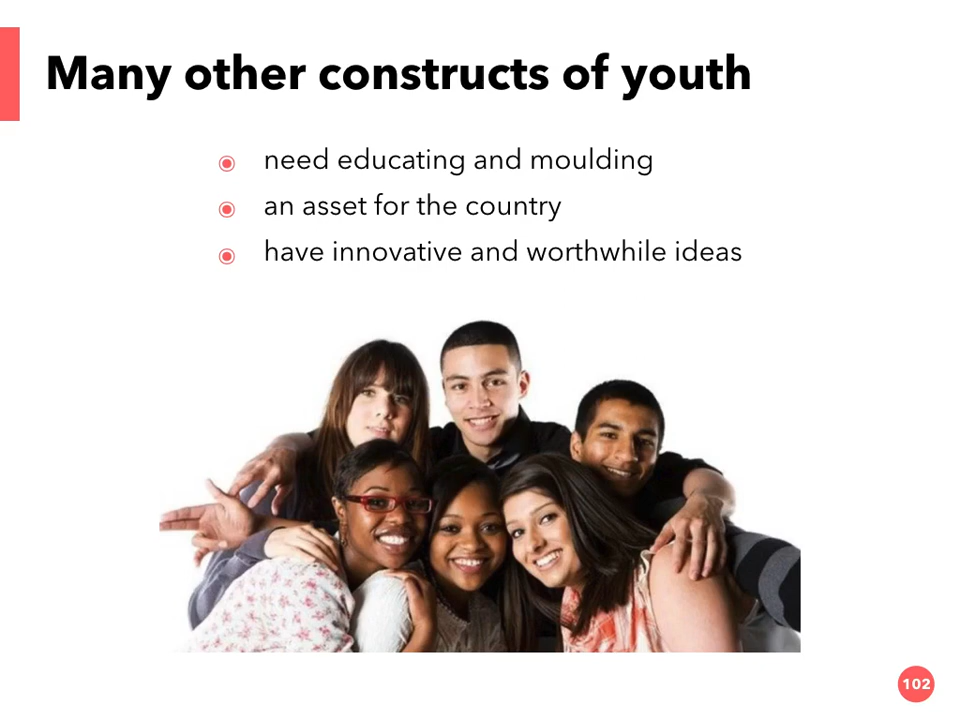 Many other constructs of youth
need educating and moulding
an asset for the country
have innovative and worthwhile ideas
102